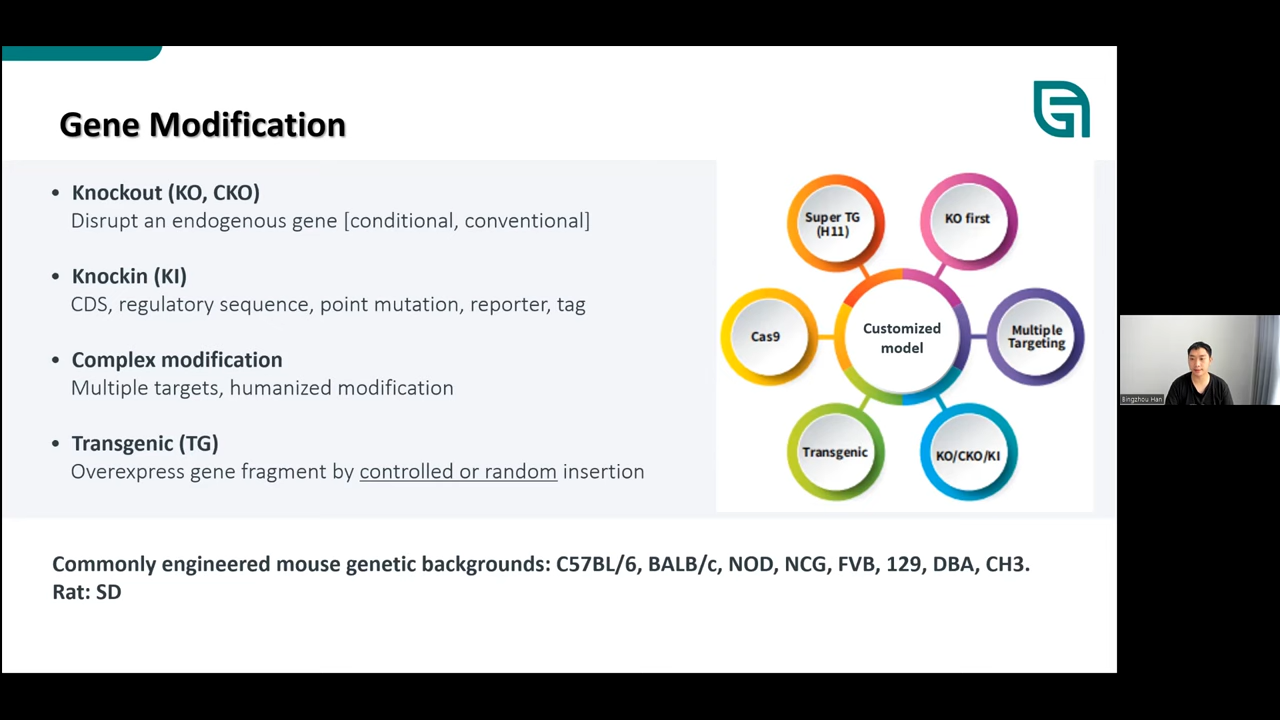 Gene Modification
• Knockout (KO, CKO)
Disrupt an endogenous gene [conditional, conventional]
• Knockin (KI)
CDS, regulatory sequence, point mutation, reporter, tag
• Complex modification
Multiple targets, humanized modification
• Transgenic (TG)
Overexpress gene fragment by controlled or random insertion
Super TG
(H11)
KO first
Cas9
Customized
model
Multiple
Targeting
Transgenic
KO/CKO/KI
Commonly engineered mouse genetic backgrounds: C57BL/6, BALB/c, NOD, NCG, FVB, 129, DBA, CH3.
Rat: SD
Bingzhou Han